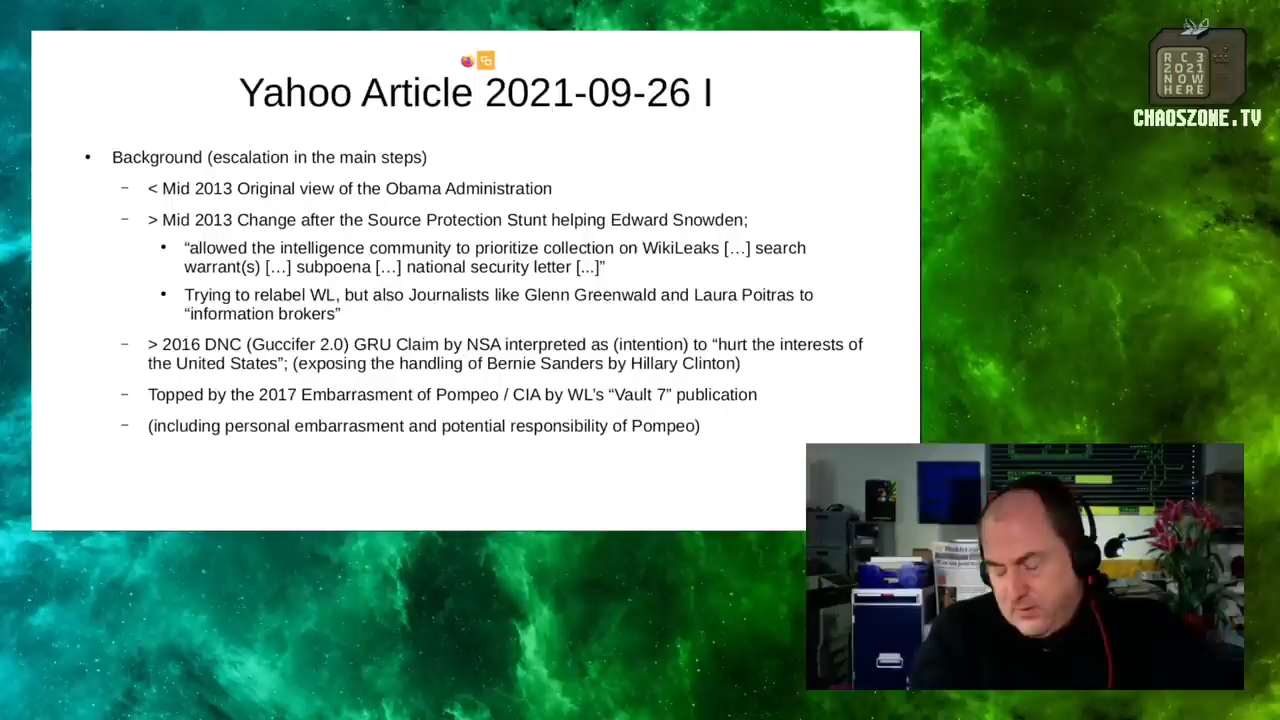 Yahoo Article 2021-09-26 I
• Background (escalation in the main steps)
– < Mid 2013 Original view of the Obama Administration
– > Mid 2013 Change after the Source Protection Stunt helping Edward Snowden;
• “allowed the intelligence community to prioritize collection on WikiLeaks […] search
warrant(s) […] subpoena […] national security letter [...]”
• Trying to relabel WL, but also Journalists like Glenn Greenwald and Laura Poitras to
“information brokers”
– > 2016 DNC (Guccifer 2.0) GRU Claim by NSA interpreted as (intention) to “hurt the interests of
the United States”; (exposing the handling of Bernie Sanders by Hillary Clinton)
– Topped by the 2017 Embarrasment of Pompeo / CIA by WL’s “Vault 7” publication
– (including personal embarrasment and potential responsibility of Pompeo)
RC3
2021
NOW
HERE
CHAOSZONE.TV